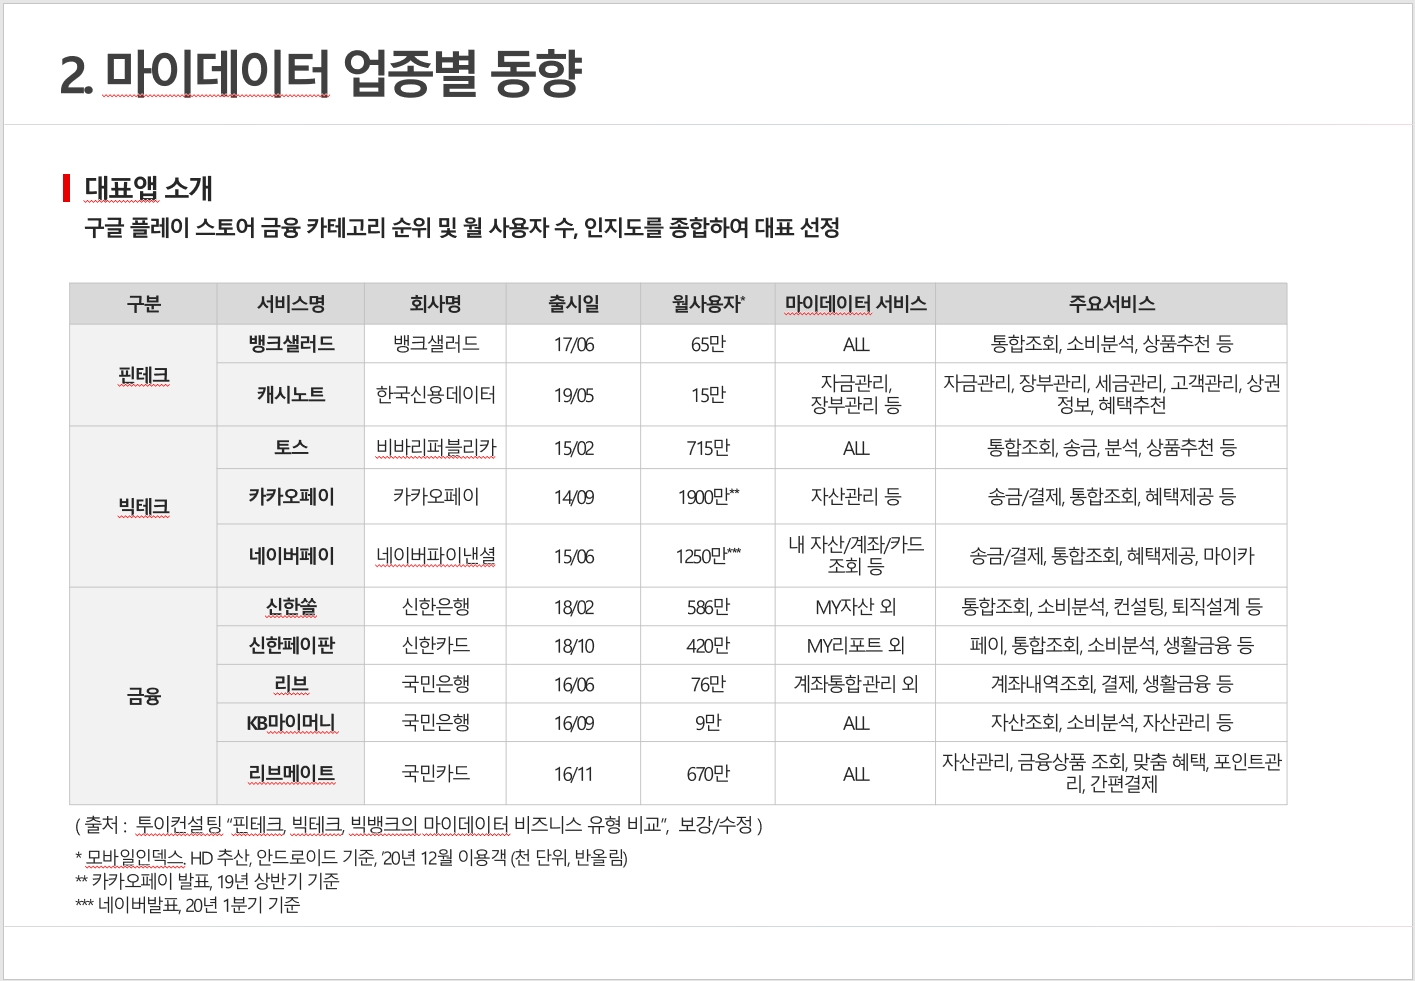 2. 마이데이터 업종별 동향
대표앱 소개
구글 플레이 스토어 금융 카테고리 순위 및 월 사용자 수, 인지도를 종합하여 대표 선정
구분 서비스명 회사명 출시일 월사용자* 마이데이터 서비스 주요서비스
핀테크 뱅크샐러드 뱅크샐러드 17/06 65만 ALL 통합조회, 소비분석, 상품추천 등
캐시노트 한국신용데이터 19/05 15만 자금관리, 장부관리 등 자금관리, 장부관리, 세금관리, 고객관리, 상권
정보, 혜택추천
빅테크 토스 비바리퍼블리카 15/02 715만 ALL 통합조회, 송금, 분석, 상품추천 등
카카오페이 카카오페이 14/09 1900만** 자산관리 등 송금/결제, 통합조회, 혜택제공 등
네이버페이 네이버파이낸셜 15/06 1250만*** 내 자산/계좌/카드 조회 등 송금/결제, 통합조회, 혜택제공, 마이카
금융 신한쏠 신한은행 18/02 586만 MY자산 외 통합조회, 소비분석, 컨설팅, 퇴직설계 등
신한페이판 신한카드 18/10 420만 MY리포트 외 페이, 통합조회, 소비분석, 생활금융 등
리브 국민은행 16/06 76만 계좌통합관리 외 계좌내역조회, 결제, 생활금융 등
KB마이머니 국민은행 16/09 9만 ALL 자산조회, 소비분석, 자산관리 등
리브메이트 국민카드 16/11 670만 ALL 자산관리, 금융상품 조회, 맞춤 혜택, 포인트관
리, 간편결제
( 출처 : 투이컨설팅 “핀테크, 빅테크, 빅뱅크의 마이데이터 비즈니스 유형 비교”, 보강/수정 )
* 모바일인덱스. HD 추산, 안드로이드 기준, ’20년 12월 이용객 (천 단위, 반올림)
** 카카오페이 발표, 19년 상반기 기준
*** 네이버발표, 20년 1분기 기준